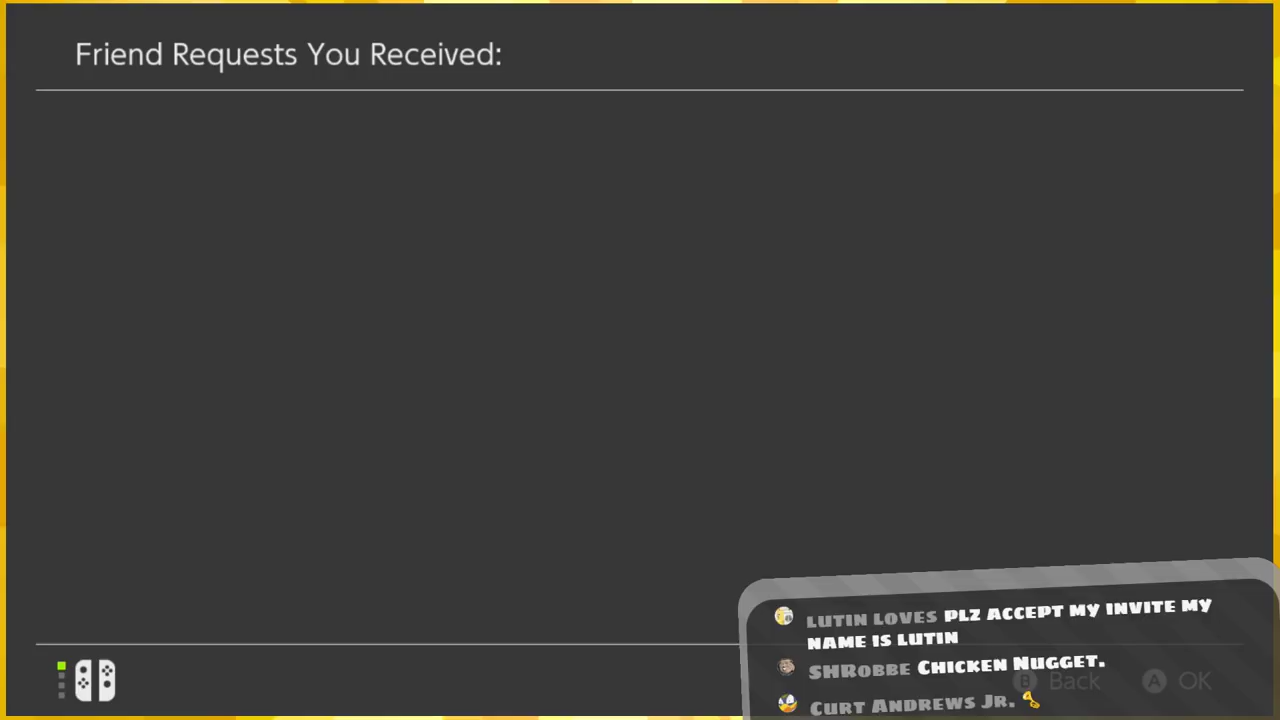 Friend Requests You Received:
LUTIN LOVES PLZ ACCEPT MY INVITE MY
NAME IS LUTIN
SHROBBE CHICKEN NUGGET.
CURT ANDREWS JR.
B Back A OK